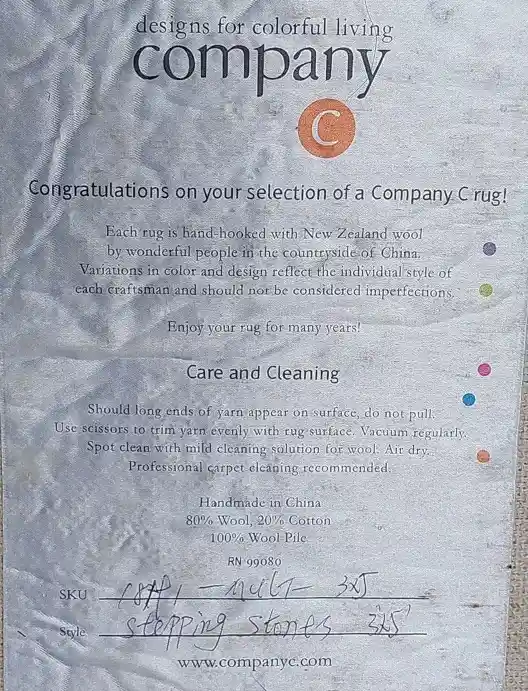 designs for colorful living
company
C
Congratulations on your selection of a Company C rug!
Each rug is hand-hooked with New Zealand wool
by wonderful people in the countryside of China.
Variations in color and design reflect the individual style of
each craftsman and should not be considered imperfections.
Enjoy your rug for many years!
Care and Cleaning
Should long ends of yarn appear on surface, do not pull.
Use scissors to trim yarn evenly with rug surface. Vacuum regularly.
Spot clean with mild cleaning solution for wool. Air dry.
Professional carpet cleaning recommended.
Handmade in China
80% Wool, 20% Cotton
100% Wool Pile
RN 99080
SKU 3x5
Style stepping stones 3x5'
www.companyc.com